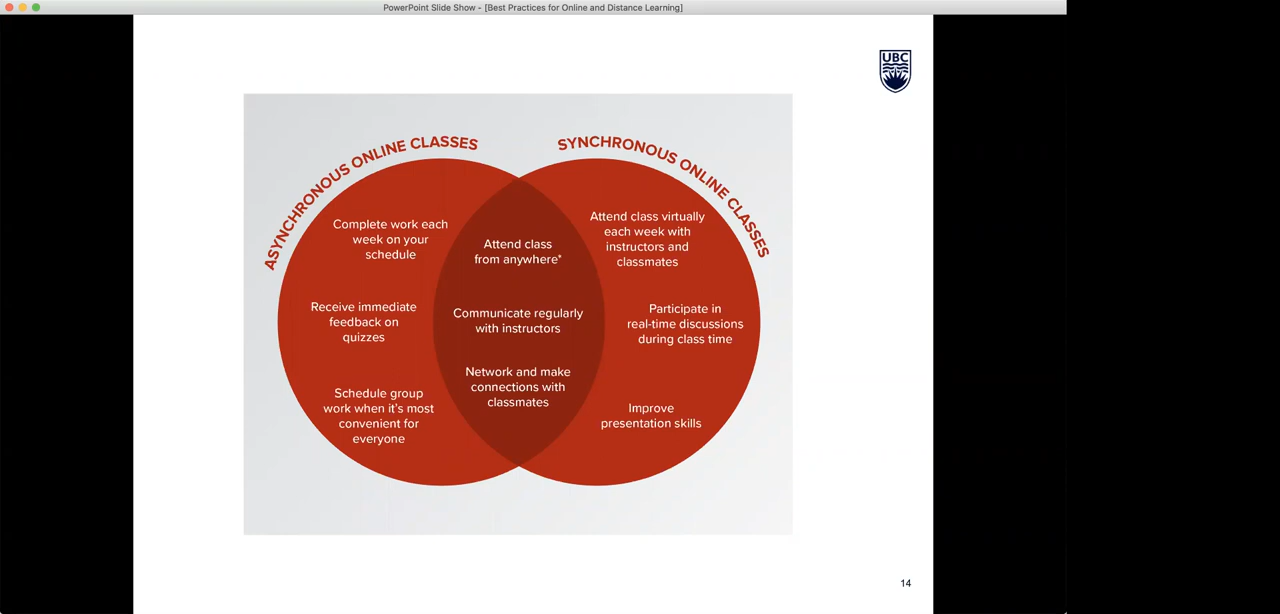 PowerPoint Slide Show - [Best Practices for Online and Distance Learning]
UBC
ASYNCHRONOUS ONLINE CLASSES
SYNCHRONOUS ONLINE CLASSES
Complete work each
week on your
schedule
Receive immediate
feedback on
quizzes
Schedule group
work when it's most
convenient for
everyone
Attend class
from anywhere*
Communicate regularly
with instructors
Network and make
connections with
classmates
Attend class virtually
each week with
instructors and
classmates
Participate in
real-time discussions
during class time
Improve
presentation skills
14